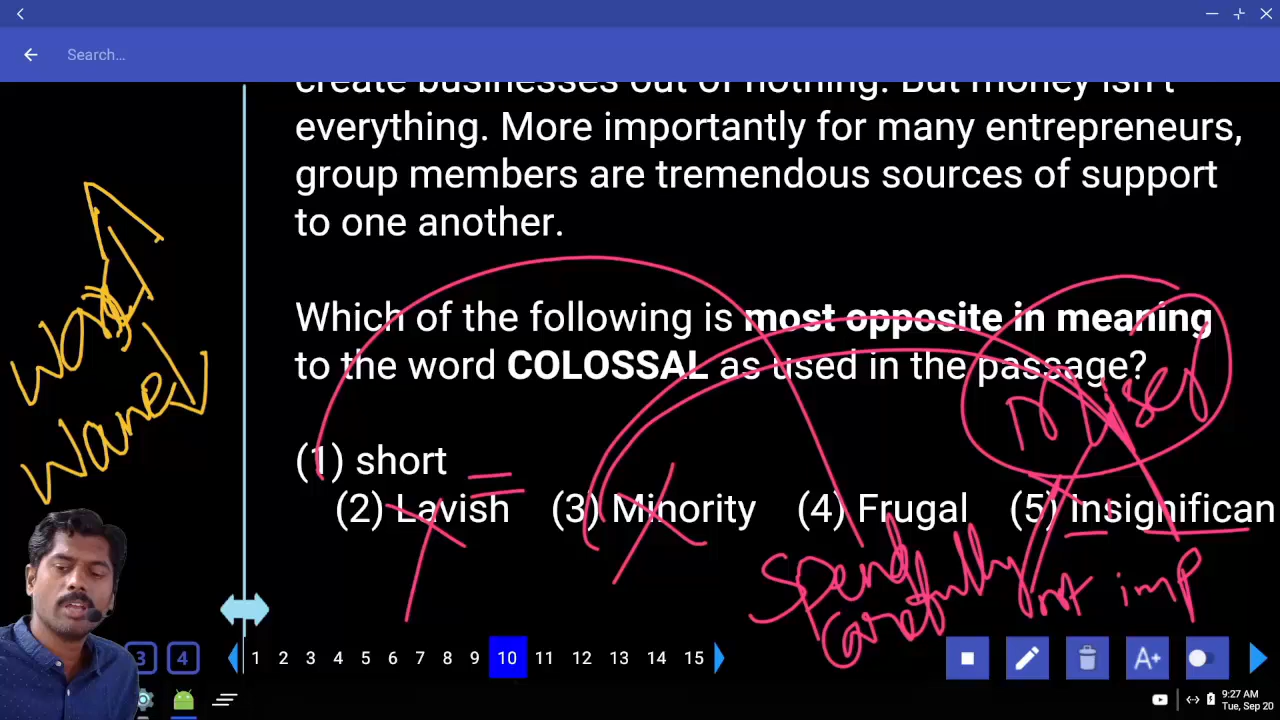 Search...
create businesses out of nothing. But money isn't
everything. More importantly for many entrepreneurs,
group members are tremendous sources of support
to one another.
Which of the following is most opposite in meaning
to the word COLOSSAL as used in the passage?
miser
(1) short
(2) Lavish (3) Minority (4) Frugal (5) Insignifican
Spend
carefully
not imp
Wane
3 4
1 2 3 4 5 6 7 8 9 10 11 12 13 14 15
A+
9:27 AM
Tue, Sep 20